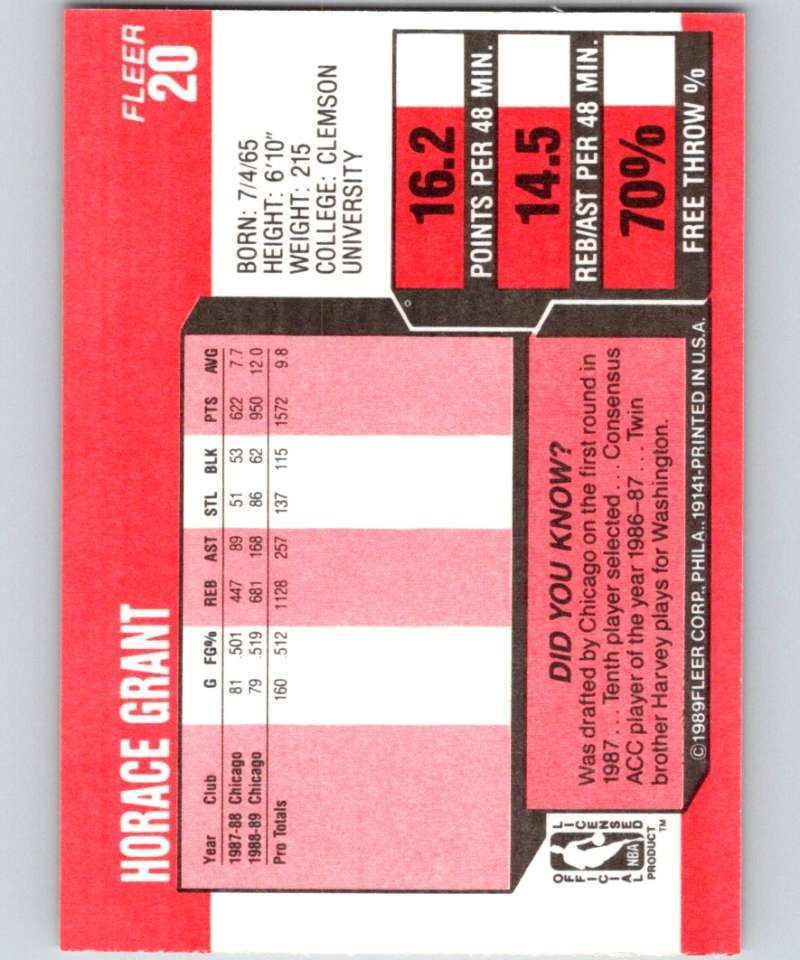 HORACE GRANT
FLEER
20
Year Club G FG% REB AST STL BLK PTS AVG
1987-88 Chicago 81 .501 447 89 51 53 622 7.7
1988-89 Chicago 79 .519 681 168 86 62 950 12.0
Pro Totals 160 .512 1128 257 137 115 1572 9.8
BORN: 7/4/65
HEIGHT: 6'10"
WEIGHT: 215
COLLEGE: CLEMSON
UNIVERSITY
16.2
POINTS PER 48 MIN.
14.5
REB/AST PER 48 MIN.
70%
FREE THROW %
DID YOU KNOW?
Was drafted by Chicago on the first round in
1987 . . . Tenth player selected . . . Consensus
ACC player of the year 1986–87 . . . Twin
brother Harvey plays for Washington.
OFFICIAL LICENSED
NBA
PRODUCT™
©1989 FLEER CORP., PHILA., 19141-PRINTED IN U.S.A.